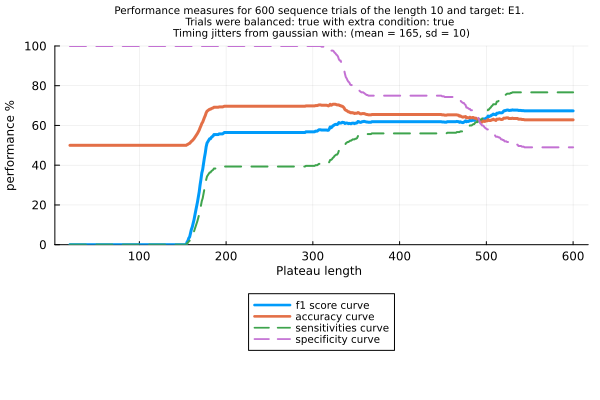 Performance measures for 600 sequence trials of the length 10 and target: E1.
Trials were balanced: true with extra condition: true
Timing jitters from gaussian with: (mean = 165, sd = 10)
100
80
60
40
20
0
performance %
100 200 300 400 500 600
Plateau length
f1 score curve
accuracy curve
sensitivities curve
specificity curve